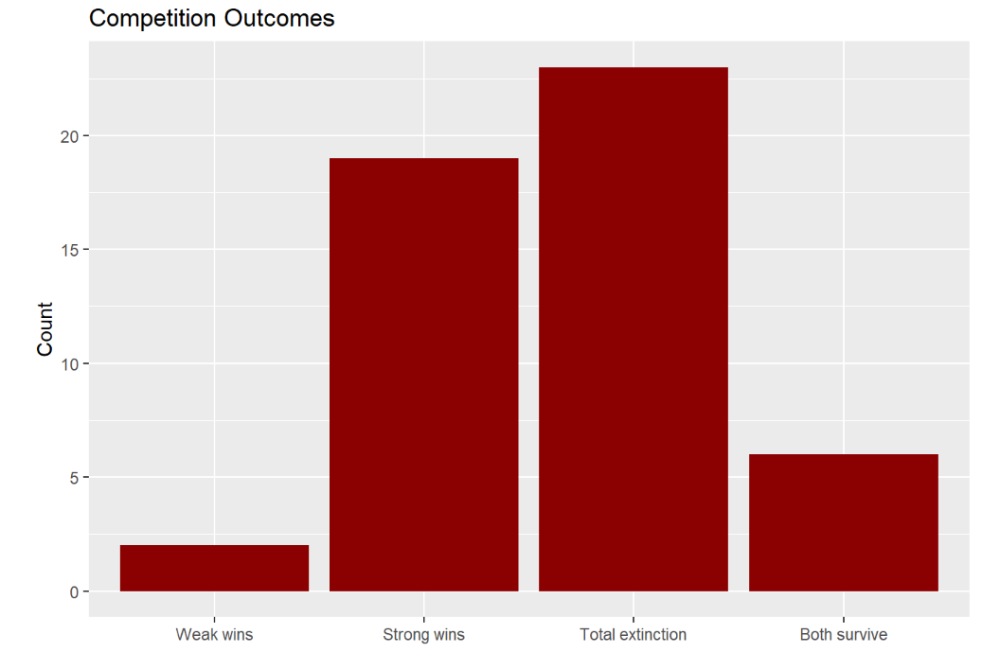 Competition Outcomes
Count
20
15
10
5
0
Weak wins
Strong wins
Total extinction
Both survive